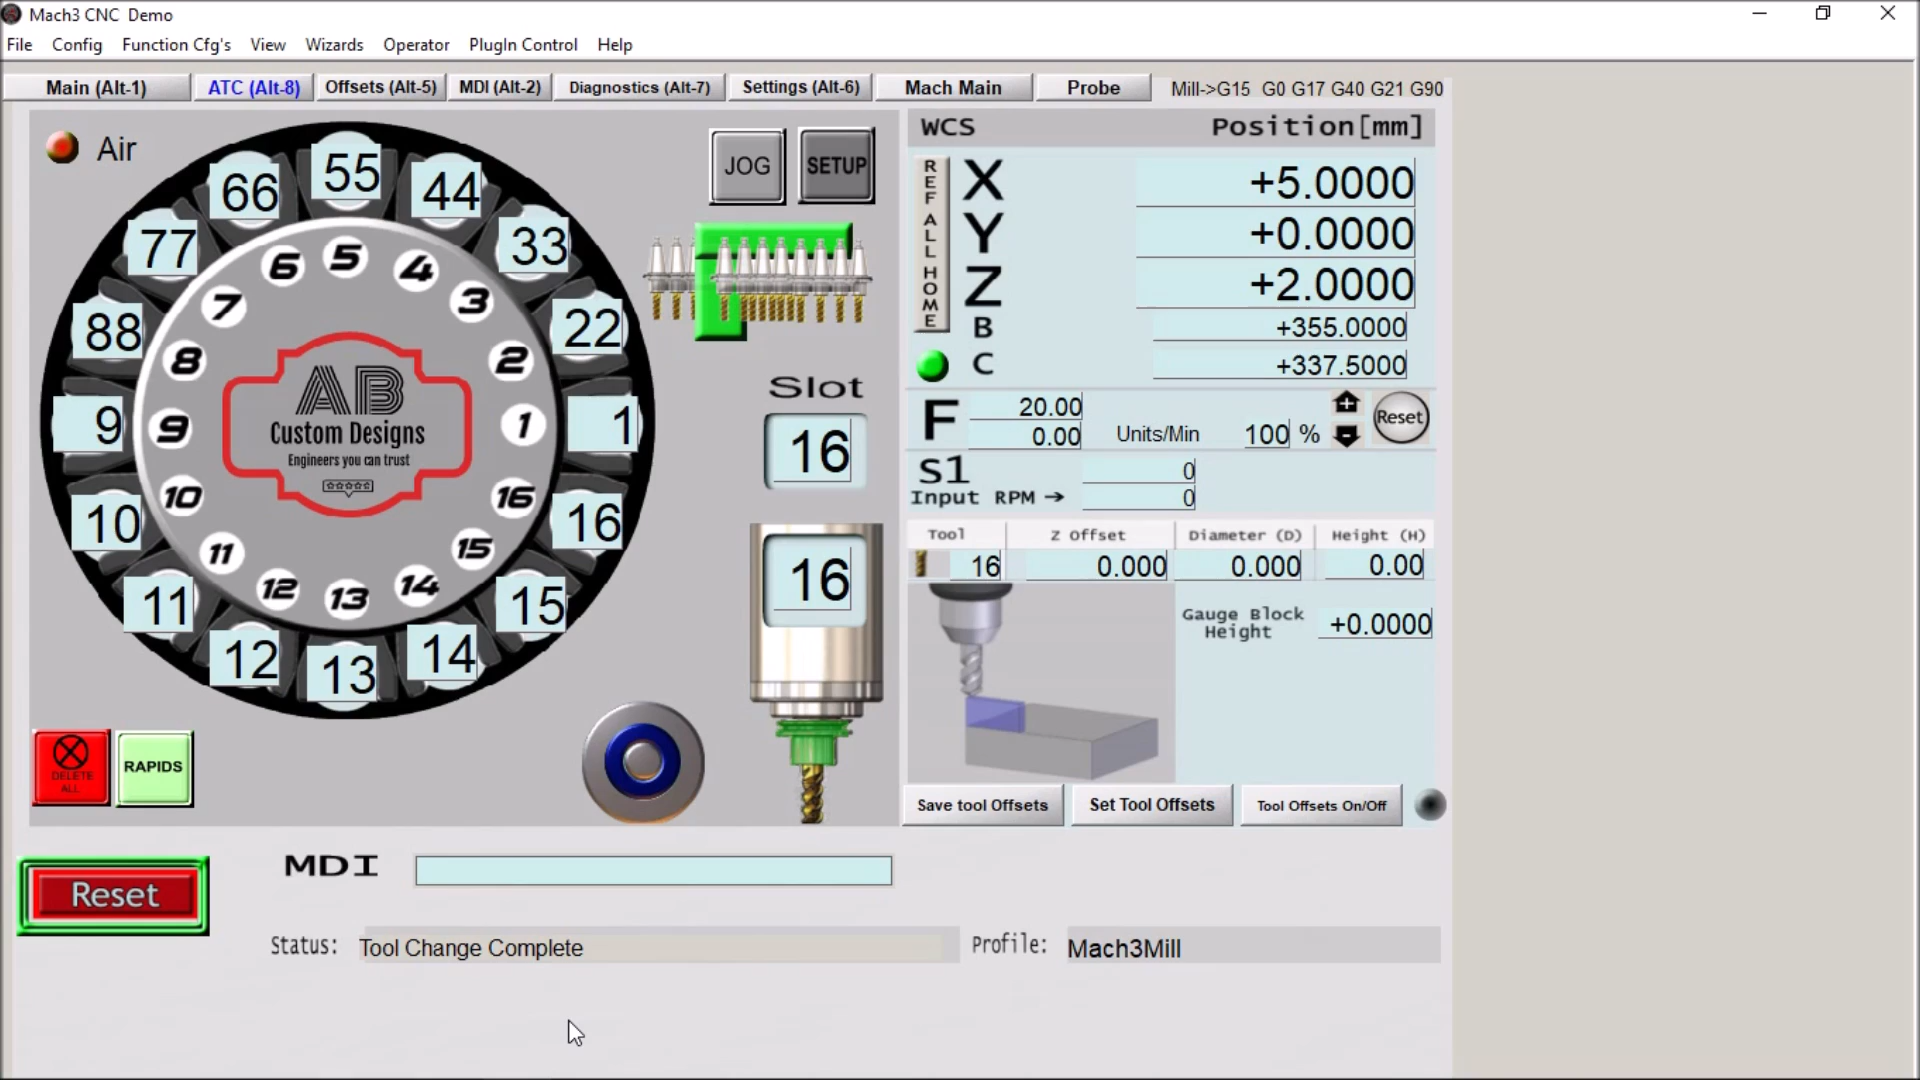 Mach3 CNC Demo
File Config Function Cfg's View Wizards Operator PlugIn Control Help
Main (Alt-1) ATC (Alt-8) Offsets (Alt-5) MDI (Alt-2) Diagnostics (Alt-7) Settings (Alt-6) Mach Main Probe Mill->G15 G0 G17 G40 G21 G90
Air
55
66
44
77
33
88
22
9
1
10
16
11
15
12
14
13
5
6
4
7
3
8
2
9
1
10
16
11
15
12
14
13
AB
Custom Designs
Engineers you can trust
JOG
SETUP
Slot
16
16
DELETE
ALL
RAPIDS
WCS Position[mm]
REF ALL HOME
X +5.0000
Y +0.0000
Z +2.0000
B +355.0000
C +337.5000
F 20.00
0.00 Units/Min 100 %
Reset
S1 0
Input RPM → 0
Tool Z Offset Diameter (D) Height (H)
16 0.000 0.000 0.00
Gauge Block
Height
+0.0000
Save tool Offsets Set Tool Offsets Tool Offsets On/Off
Reset
MDI
Status: Tool Change Complete Profile: Mach3Mill